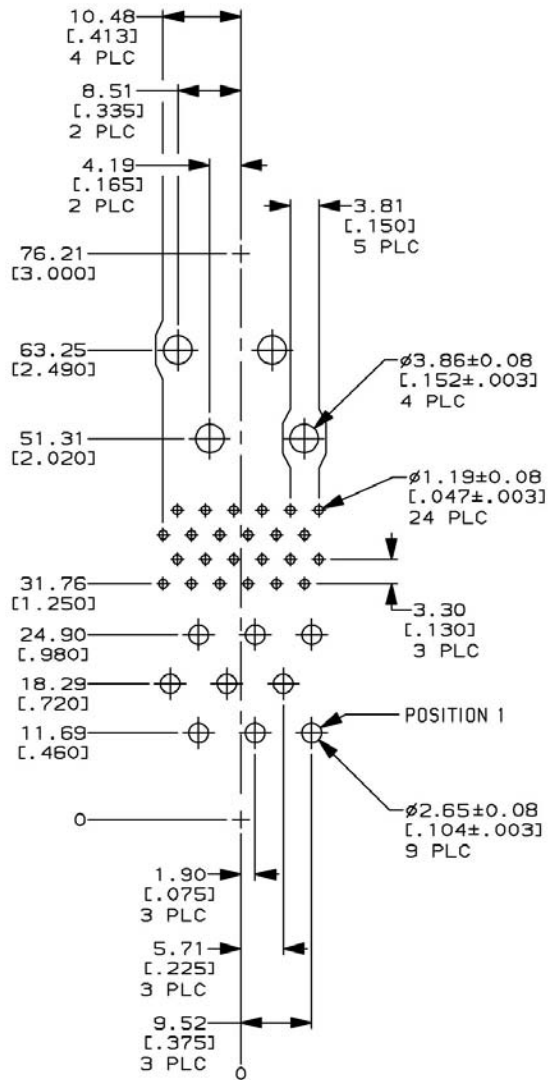 10.48
[.413]
4 PLC
8.51
[.335]
2 PLC
4.19
[.165]
2 PLC
3.81
[.150]
5 PLC
76.21
[3.000]
63.25
[2.490]
ø3.86±0.08
[.152±.003]
4 PLC
51.31
[2.020]
ø1.19±0.08
[.047±.003]
24 PLC
31.76
[1.250]
3.30
[.130]
3 PLC
24.90
[.980]
18.29
[.720]
POSITION 1
11.69
[.460]
0
ø2.65±0.08
[.104±.003]
9 PLC
1.90
[.075]
3 PLC
5.71
[.225]
3 PLC
9.52
[.375]
3 PLC
0